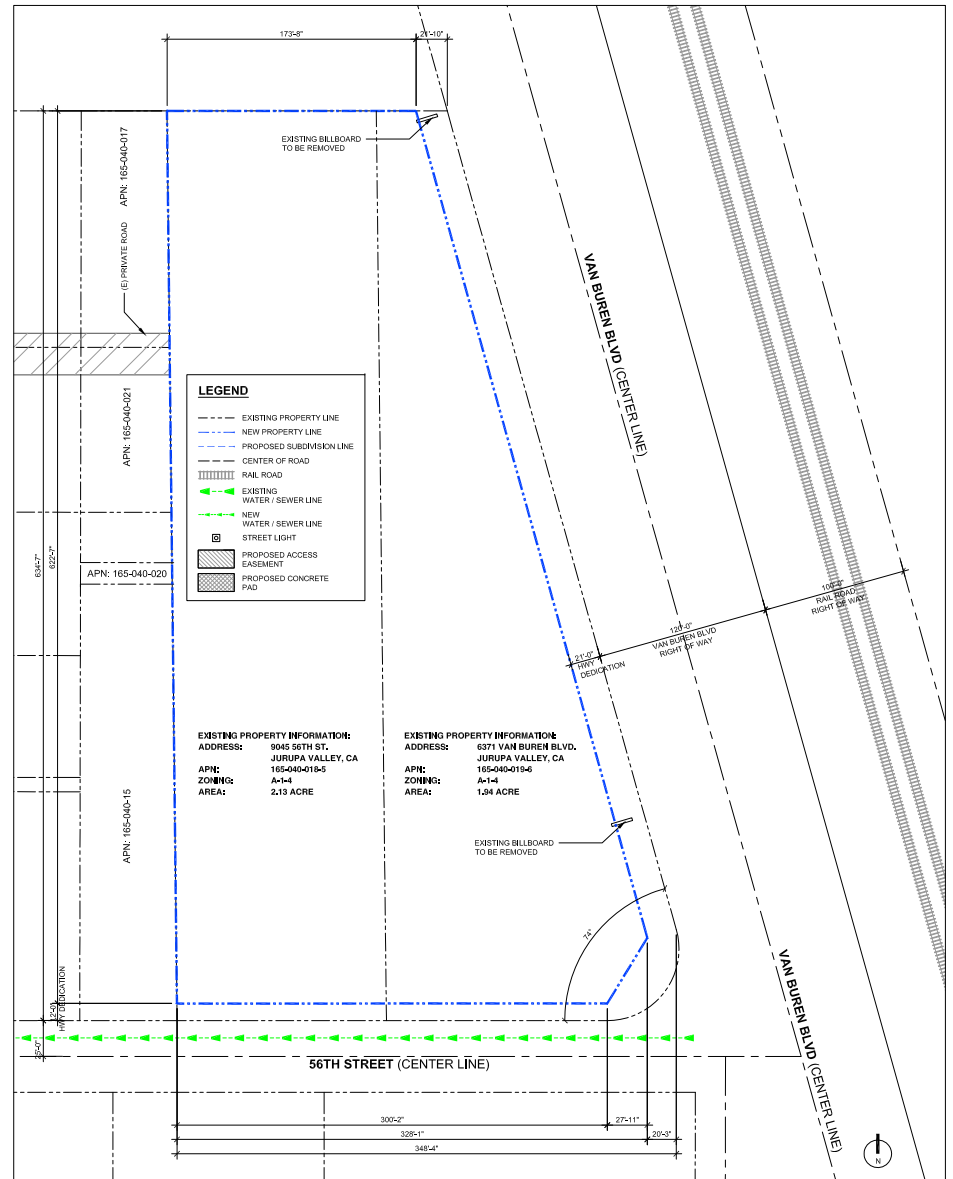 173'-8"
21'-10"
EXISTING BILLBOARD
TO BE REMOVED
APN: 165-040-017
(E) PRIVATE ROAD
VAN BUREN BLVD (CENTER LINE)
APN: 165-040-021
LEGEND
EXISTING PROPERTY LINE
NEW PROPERTY LINE
PROPOSED SUBDIVISION LINE
CENTER OF ROAD
RAIL ROAD
EXISTING
WATER / SEWER LINE
NEW
WATER / SEWER LINE
STREET LIGHT
PROPOSED ACCESS
EASEMENT
PROPOSED CONCRETE
PAD
634'-7"
622'-7"
APN: 165-040-020
100'-0"
RAIL ROAD
RIGHT OF WAY
120'-0"
VAN BUREN BLVD
RIGHT OF WAY
21'-0"
HWY
DEDICATION
EXISTING PROPERTY INFORMATION:
ADDRESS: 9045 56TH ST.
JURUPA VALLEY, CA
APN: 165-040-018-5
ZONING: A-1-4
AREA: 2.13 ACRE
EXISTING PROPERTY INFORMATION:
ADDRESS: 6371 VAN BUREN BLVD.
JURUPA VALLEY, CA
APN: 165-040-019-6
ZONING: A-1-4
AREA: 1.94 ACRE
APN: 165-040-15
EXISTING BILLBOARD
TO BE REMOVED
74°
12'-0"
HWY DEDICATION
25'-0"
56TH STREET (CENTER LINE)
VAN BUREN BLVD (CENTER LINE)
300'-2"
27'-11"
328'-1"
20'-3"
348'-4"
N